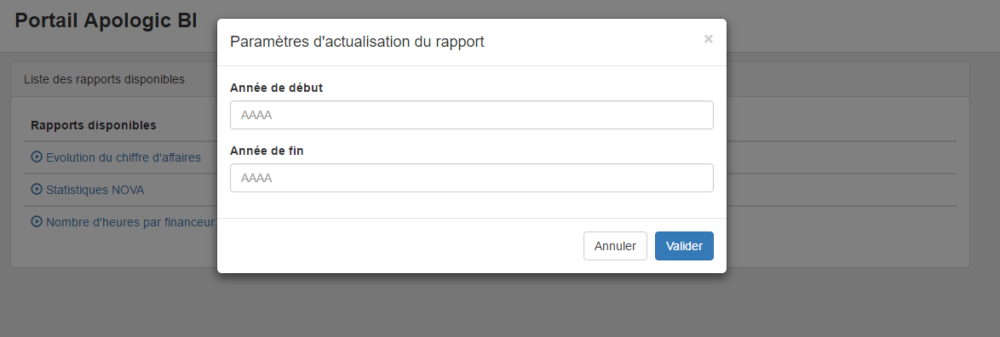 Portail Apologic BI
Paramètres d'actualisation du rapport
×
Liste des rapports disponibles
Année de début
AAAA
Rapports disponibles
Année de fin
Evolution du chiffre d'affaires
AAAA
Statistiques NOVA
Nombre d'heures par financeur
Annuler
Valider